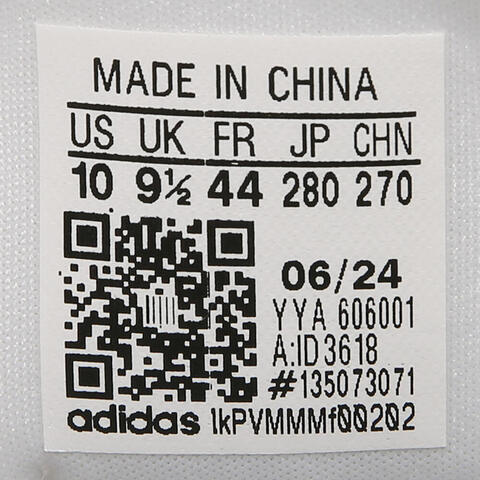 MADE IN CHINA
US UK FR JP CHN
10 9½ 44 280 270
06/24
YYA 606001
A:ID3618
#135073071
adidas 1kPVMMMf00202